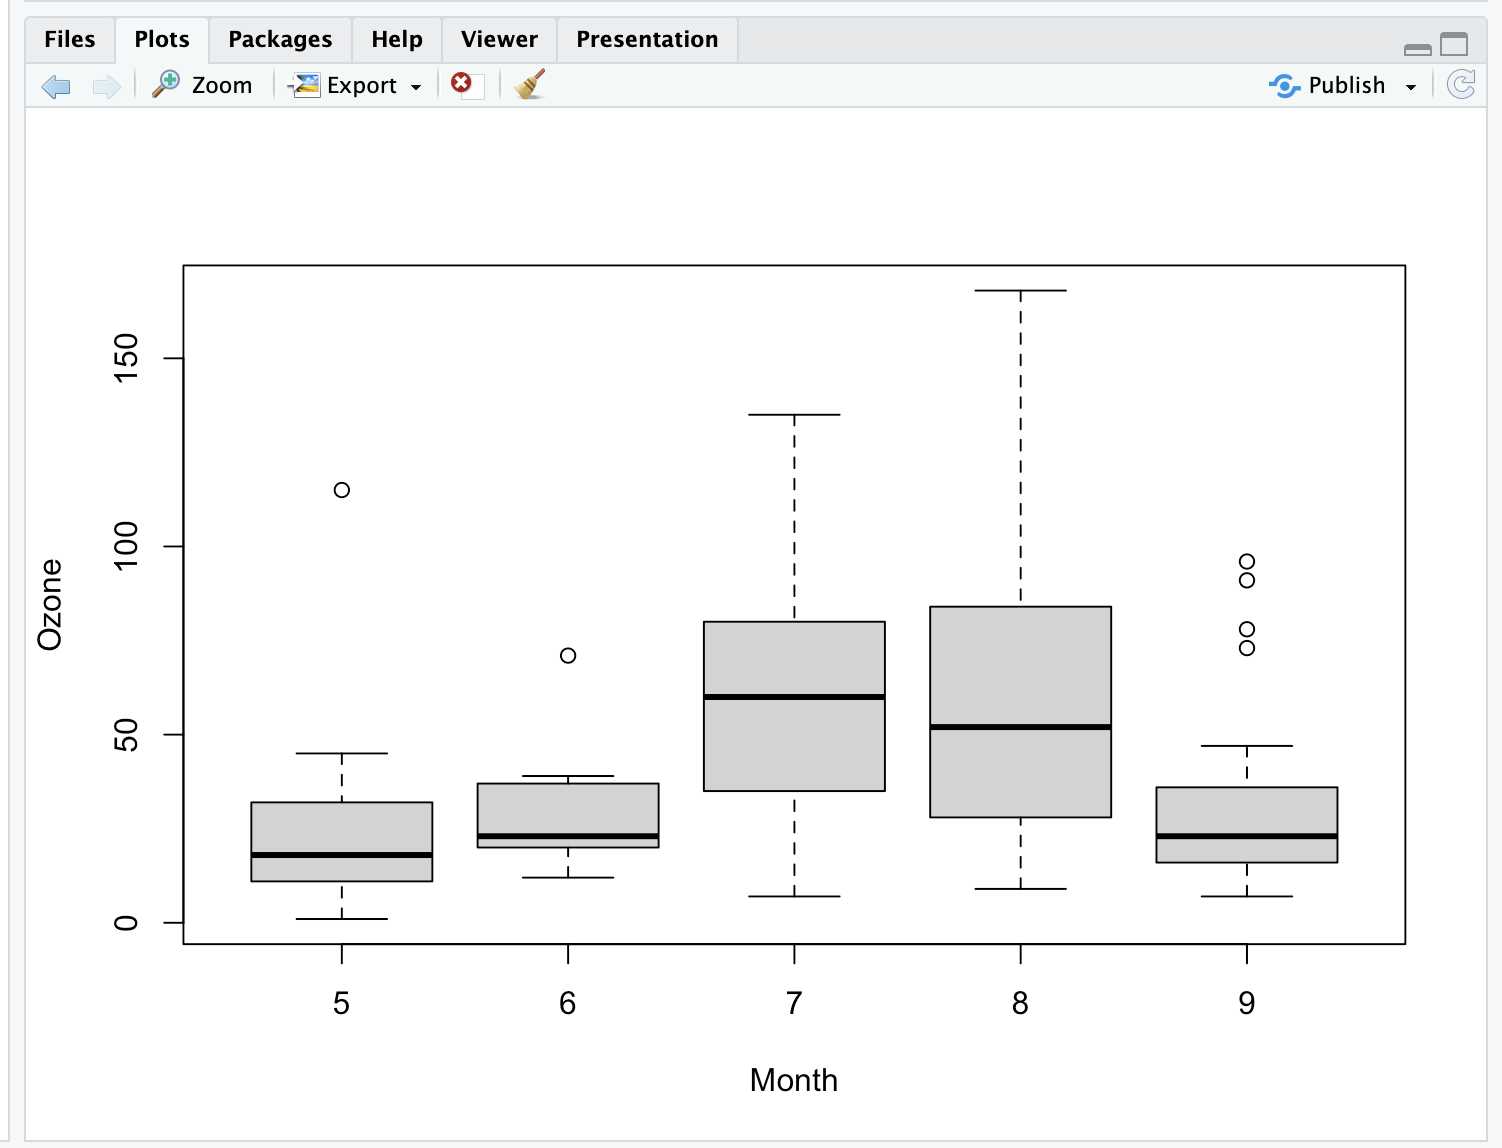 Files Plots Packages Help Viewer Presentation
Zoom Export Publish
150
100
50
0
Ozone
5 6 7 8 9
Month